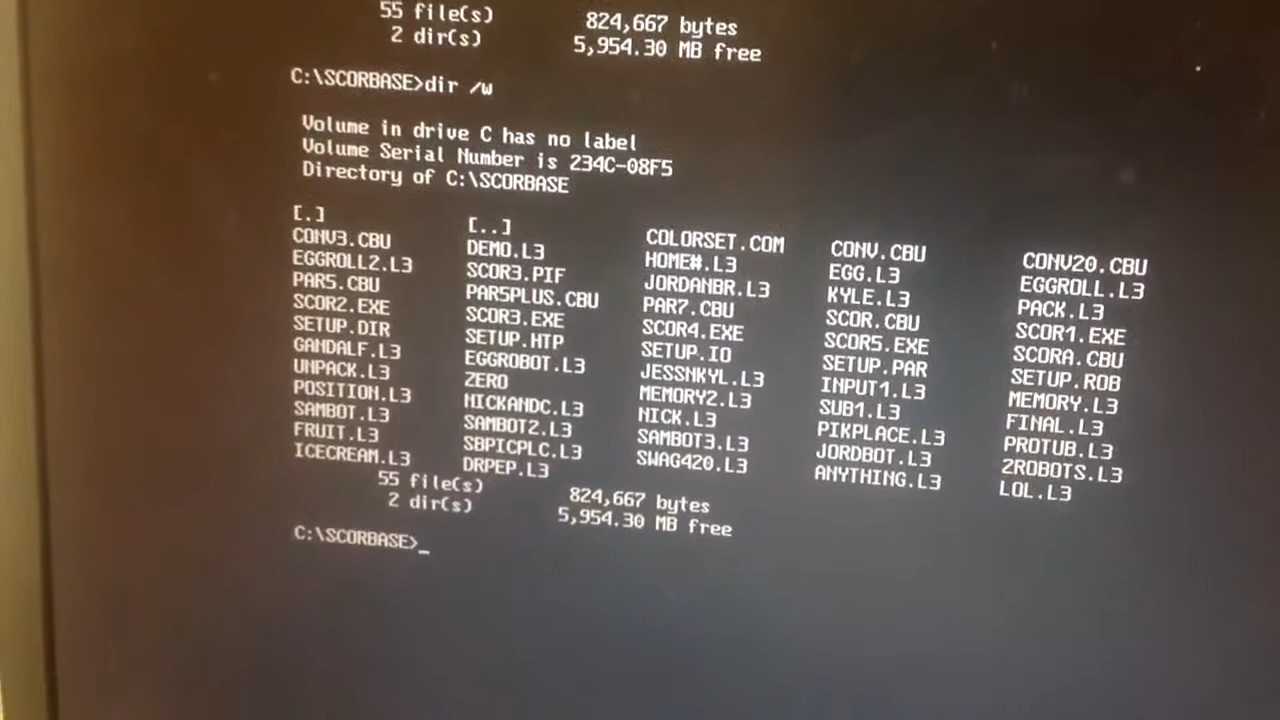 55 file(s) 824,667 bytes
2 dir(s) 5,954.30 MB free
C:\SCORBASE>dir /w
Volume in drive C has no label
Volume Serial Number is 234C-08F5
Directory of C:\SCORBASE
[.] [..] COLORSET.COM CONV.CBU CONV20.CBU
CONV3.CBU DEMO.L3 HOME#.L3 EGG.L3 EGGROLL.L3
EGGROLL2.L3 SCOR3.PIF JORDANBR.L3 KYLE.L3 PACK.L3
PAR5.CBU PAR5PLUS.CBU PAR7.CBU SCOR.CBU SCOR1.EXE
SCOR2.EXE SCOR3.EXE SCOR4.EXE SCOR5.EXE SCORA.CBU
SETUP.DIR SETUP.HTP SETUP.IO SETUP.PAR SETUP.ROB
GANDALF.L3 EGGROBOT.L3 JESSNKYL.L3 INPUT1.L3 MEMORY.L3
UNPACK.L3 ZERO MEMORY2.L3 SUB1.L3 FINAL.L3
POSITION.L3 NICKANDC.L3 NICK.L3 PIKPLACE.L3 PROTUB.L3
SAMBOT.L3 SAMBOT2.L3 SAMBOT3.L3 JORDBOT.L3 2ROBOTS.L3
FRUIT.L3 SBPICPLC.L3 SWAG420.L3 ANYTHING.L3 LOL.L3
ICECREAM.L3 DRPEP.L3
55 file(s) 824,667 bytes
2 dir(s) 5,954.30 MB free
C:\SCORBASE>_